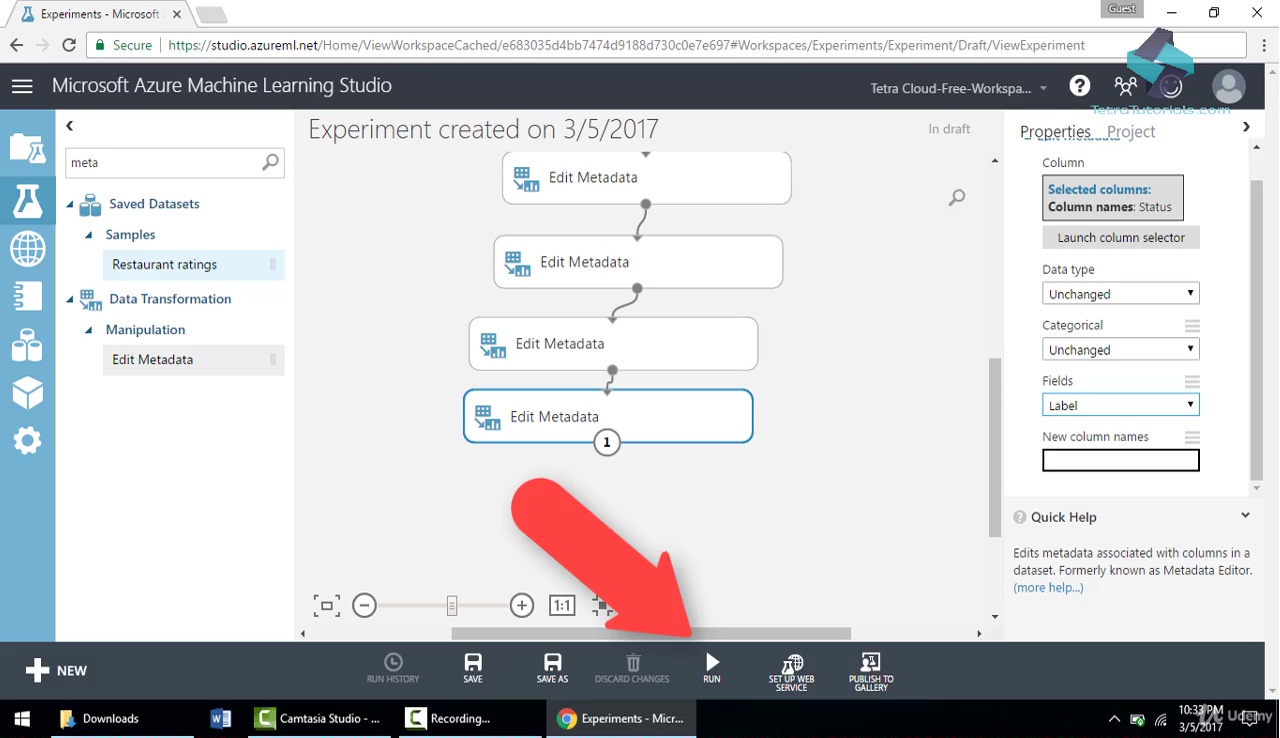 Experiments - Microsoft
Guest
Secure
https://studio.azureml.net/Home/ViewWorkspaceCached/e683035d4bb7474d9188d730c0e7e697#Workspaces/Experiments/Experiment/Draft/ViewExperiment
Microsoft Azure Machine Learning Studio
Tetra Cloud-Free-Workspa...
?
TetraTutorials.com
meta
Saved Datasets
Samples
Restaurant ratings
Data Transformation
Manipulation
Edit Metadata
Experiment created on 3/5/2017
In draft
Edit Metadata
Edit Metadata
Edit Metadata
Edit Metadata
1
1:1
Properties Project
Column
Selected columns:
Column names: Status
Launch column selector
Data type
Unchanged
Categorical
Unchanged
Fields
Label
New column names
? Quick Help
Edits metadata associated with columns in a
dataset. Formerly known as Metadata Editor.
(more help...)
NEW
RUN HISTORY
SAVE
SAVE AS
DISCARD CHANGES
RUN
SET UP WEB
SERVICE
PUBLISH TO
GALLERY
Downloads
Camtasia Studio - ...
Recording...
Experiments - Micr...
10:33 PM
3/5/2017
Udemy